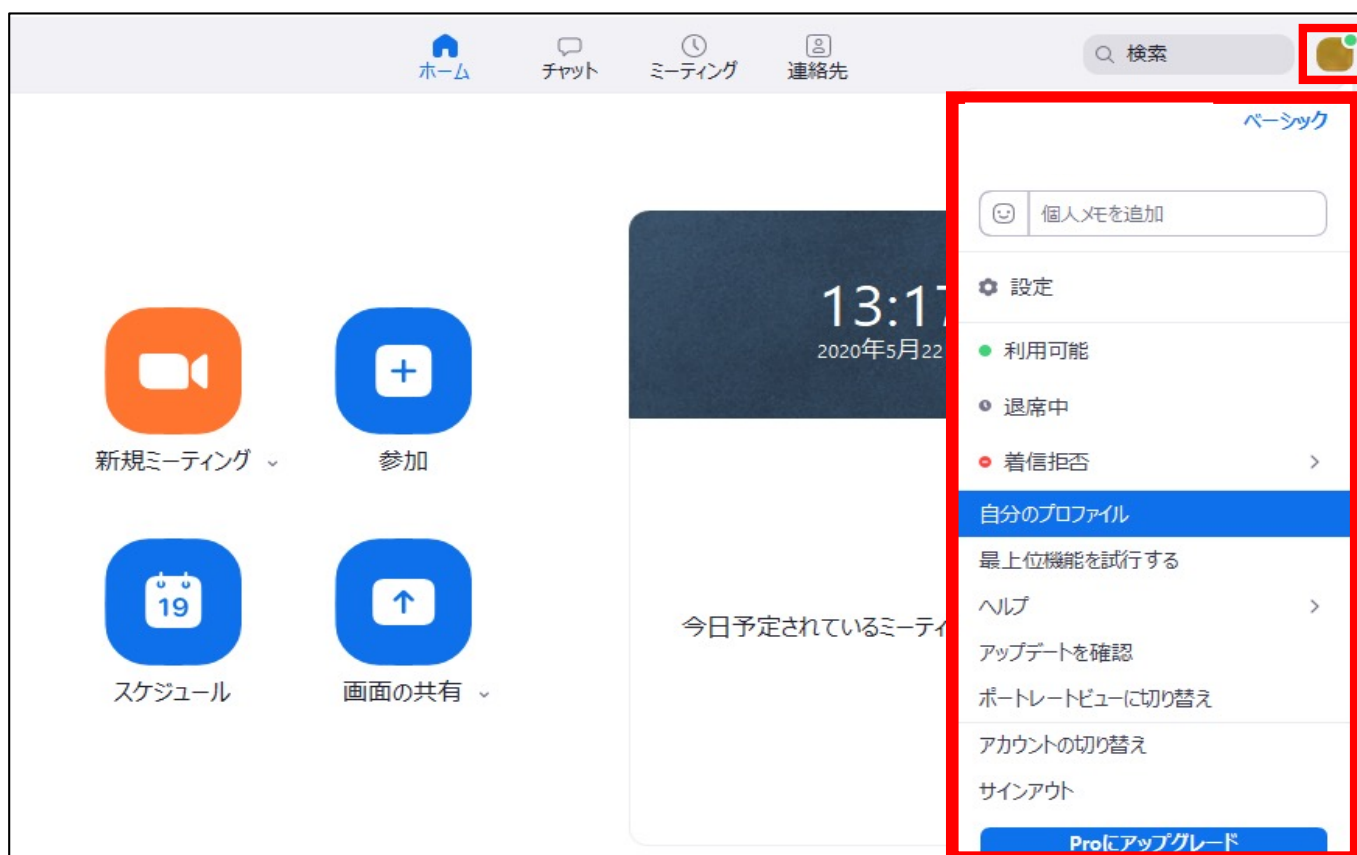 ホーム
チャット
ミーティング
連絡先
検索
ベーシック
個人メモを追加
設定
利用可能
退席中
着信拒否
自分のプロファイル
最上位機能を試行する
ヘルプ
アップデートを確認
ポートレートビューに切り替え
アカウントの切り替え
サインアウト
Proにアップグレード
13:17
2020年5月22
新規ミーティング
参加
19
スケジュール
画面の共有
今日予定されているミーティ